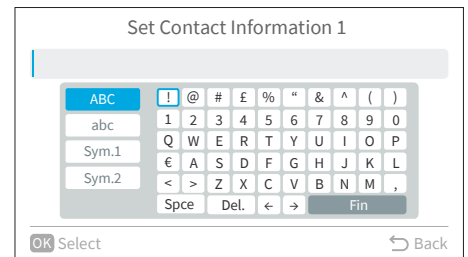 Set Contact Information 1
ABC
abc
Sym.1
Sym.2
! @ # £ % “ & ^ ( )
1 2 3 4 5 6 7 8 9 0
Q W E R T Y U I O P
€ A S D F G H J K L
< > Z X C V B N M ,
Spce Del. ← → Fin
OK Select
Back